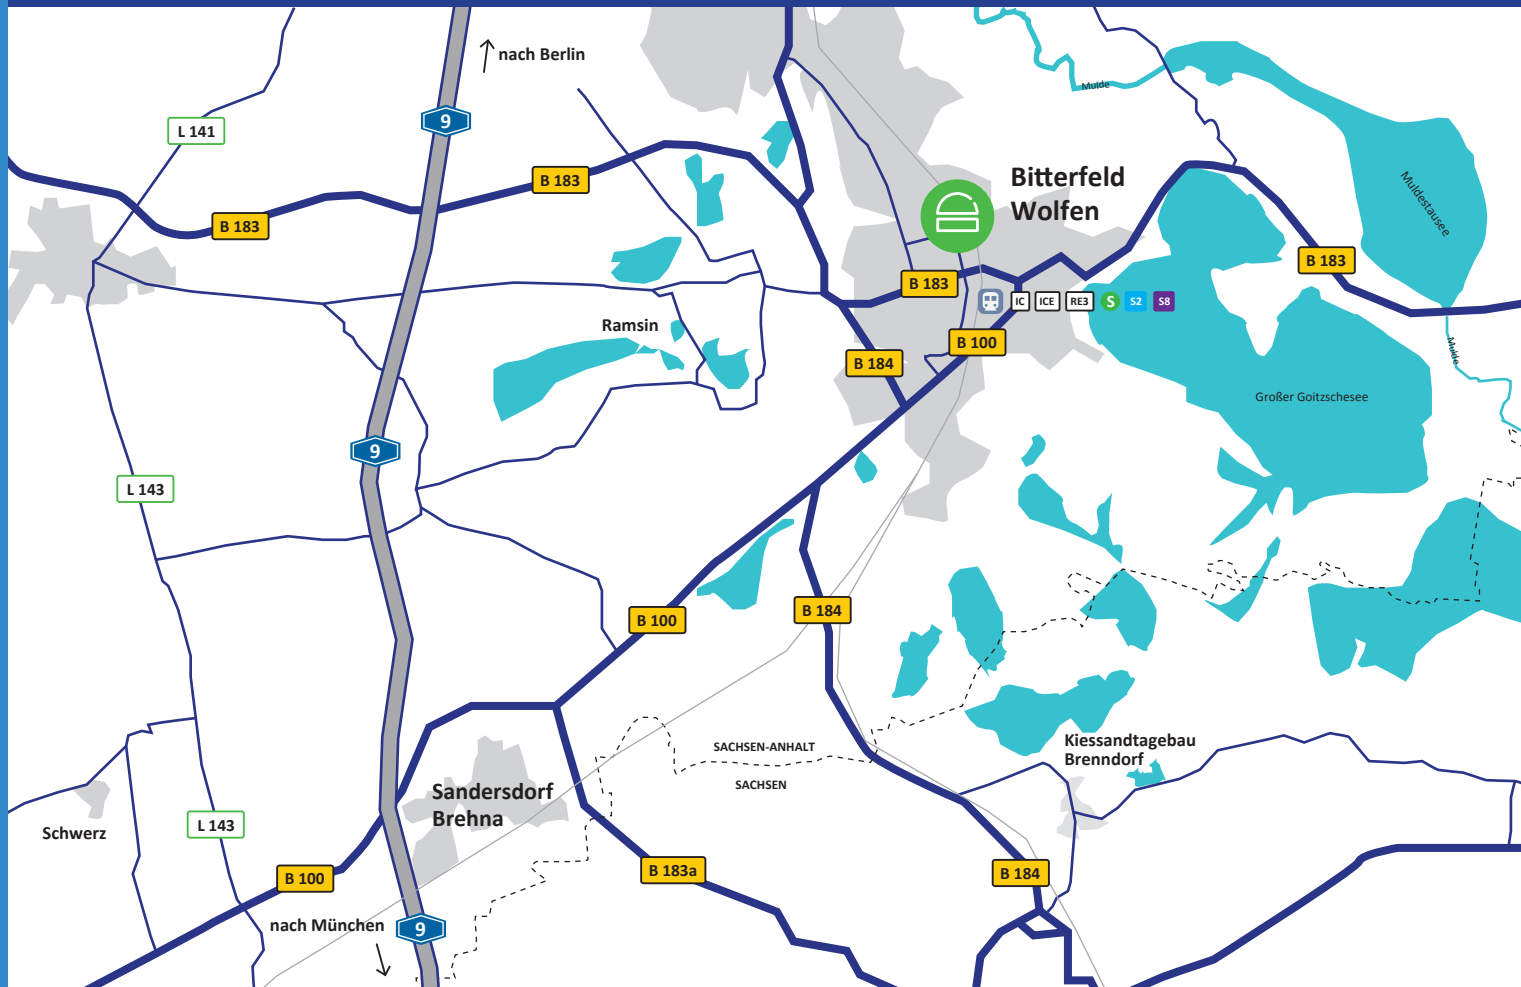 nach Berlin
9
L 141
B 183
B 183
Mulde
Muldestausee
Bitterfeld
Wolfen
B 183
B 183
IC
ICE
RE3
S
S2
S8
Ramsin
B 100
B 184
Mulde
Großer Goitzschesee
9
L 143
B 100
B 184
SACHSEN-ANHALT
SACHSEN
Kiessandtagebau
Brenndorf
Sandersdorf
Brehna
Schwerz
L 143
B 100
B 183a
B 184
nach München
9